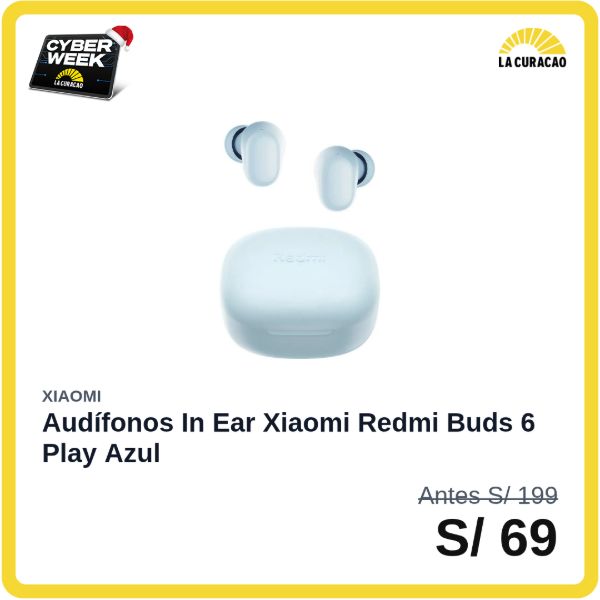 CYBER
WEEK
LA CURACAO
LA CURACAO
Redmi
XIAOMI
Audífonos In Ear Xiaomi Redmi Buds 6
Play Azul
Antes S/ 199
S/ 69